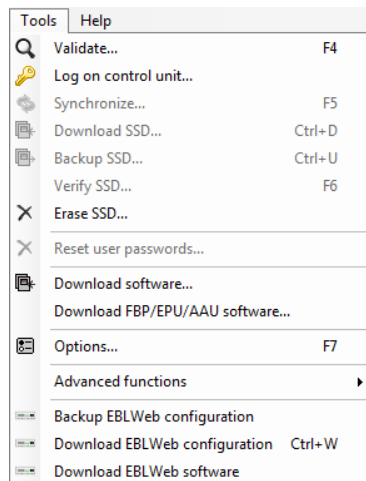 Tools Help
Validate... F4
Log on control unit...
Synchronize... F5
Download SSD... Ctrl+D
Backup SSD... Ctrl+U
Verify SSD... F6
Erase SSD...
Reset user passwords...
Download software...
Download FBP/EPU/AAU software...
Options... F7
Advanced functions
Backup EBLWeb configuration
Download EBLWeb configuration Ctrl+W
Download EBLWeb software